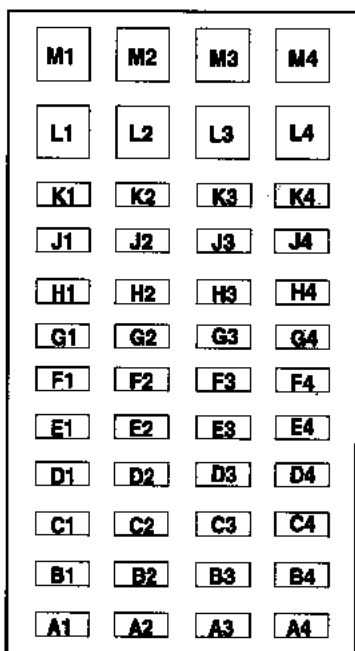 M1 M2 M3 M4
L1 L2 L3 L4
K1 K2 K3 K4
J1 J2 J3 J4
H1 H2 H3 H4
G1 G2 G3 G4
F1 F2 F3 F4
E1 E2 E3 E4
D1 D2 D3 D4
C1 C2 C3 C4
B1 B2 B3 B4
A1 A2 A3 A4